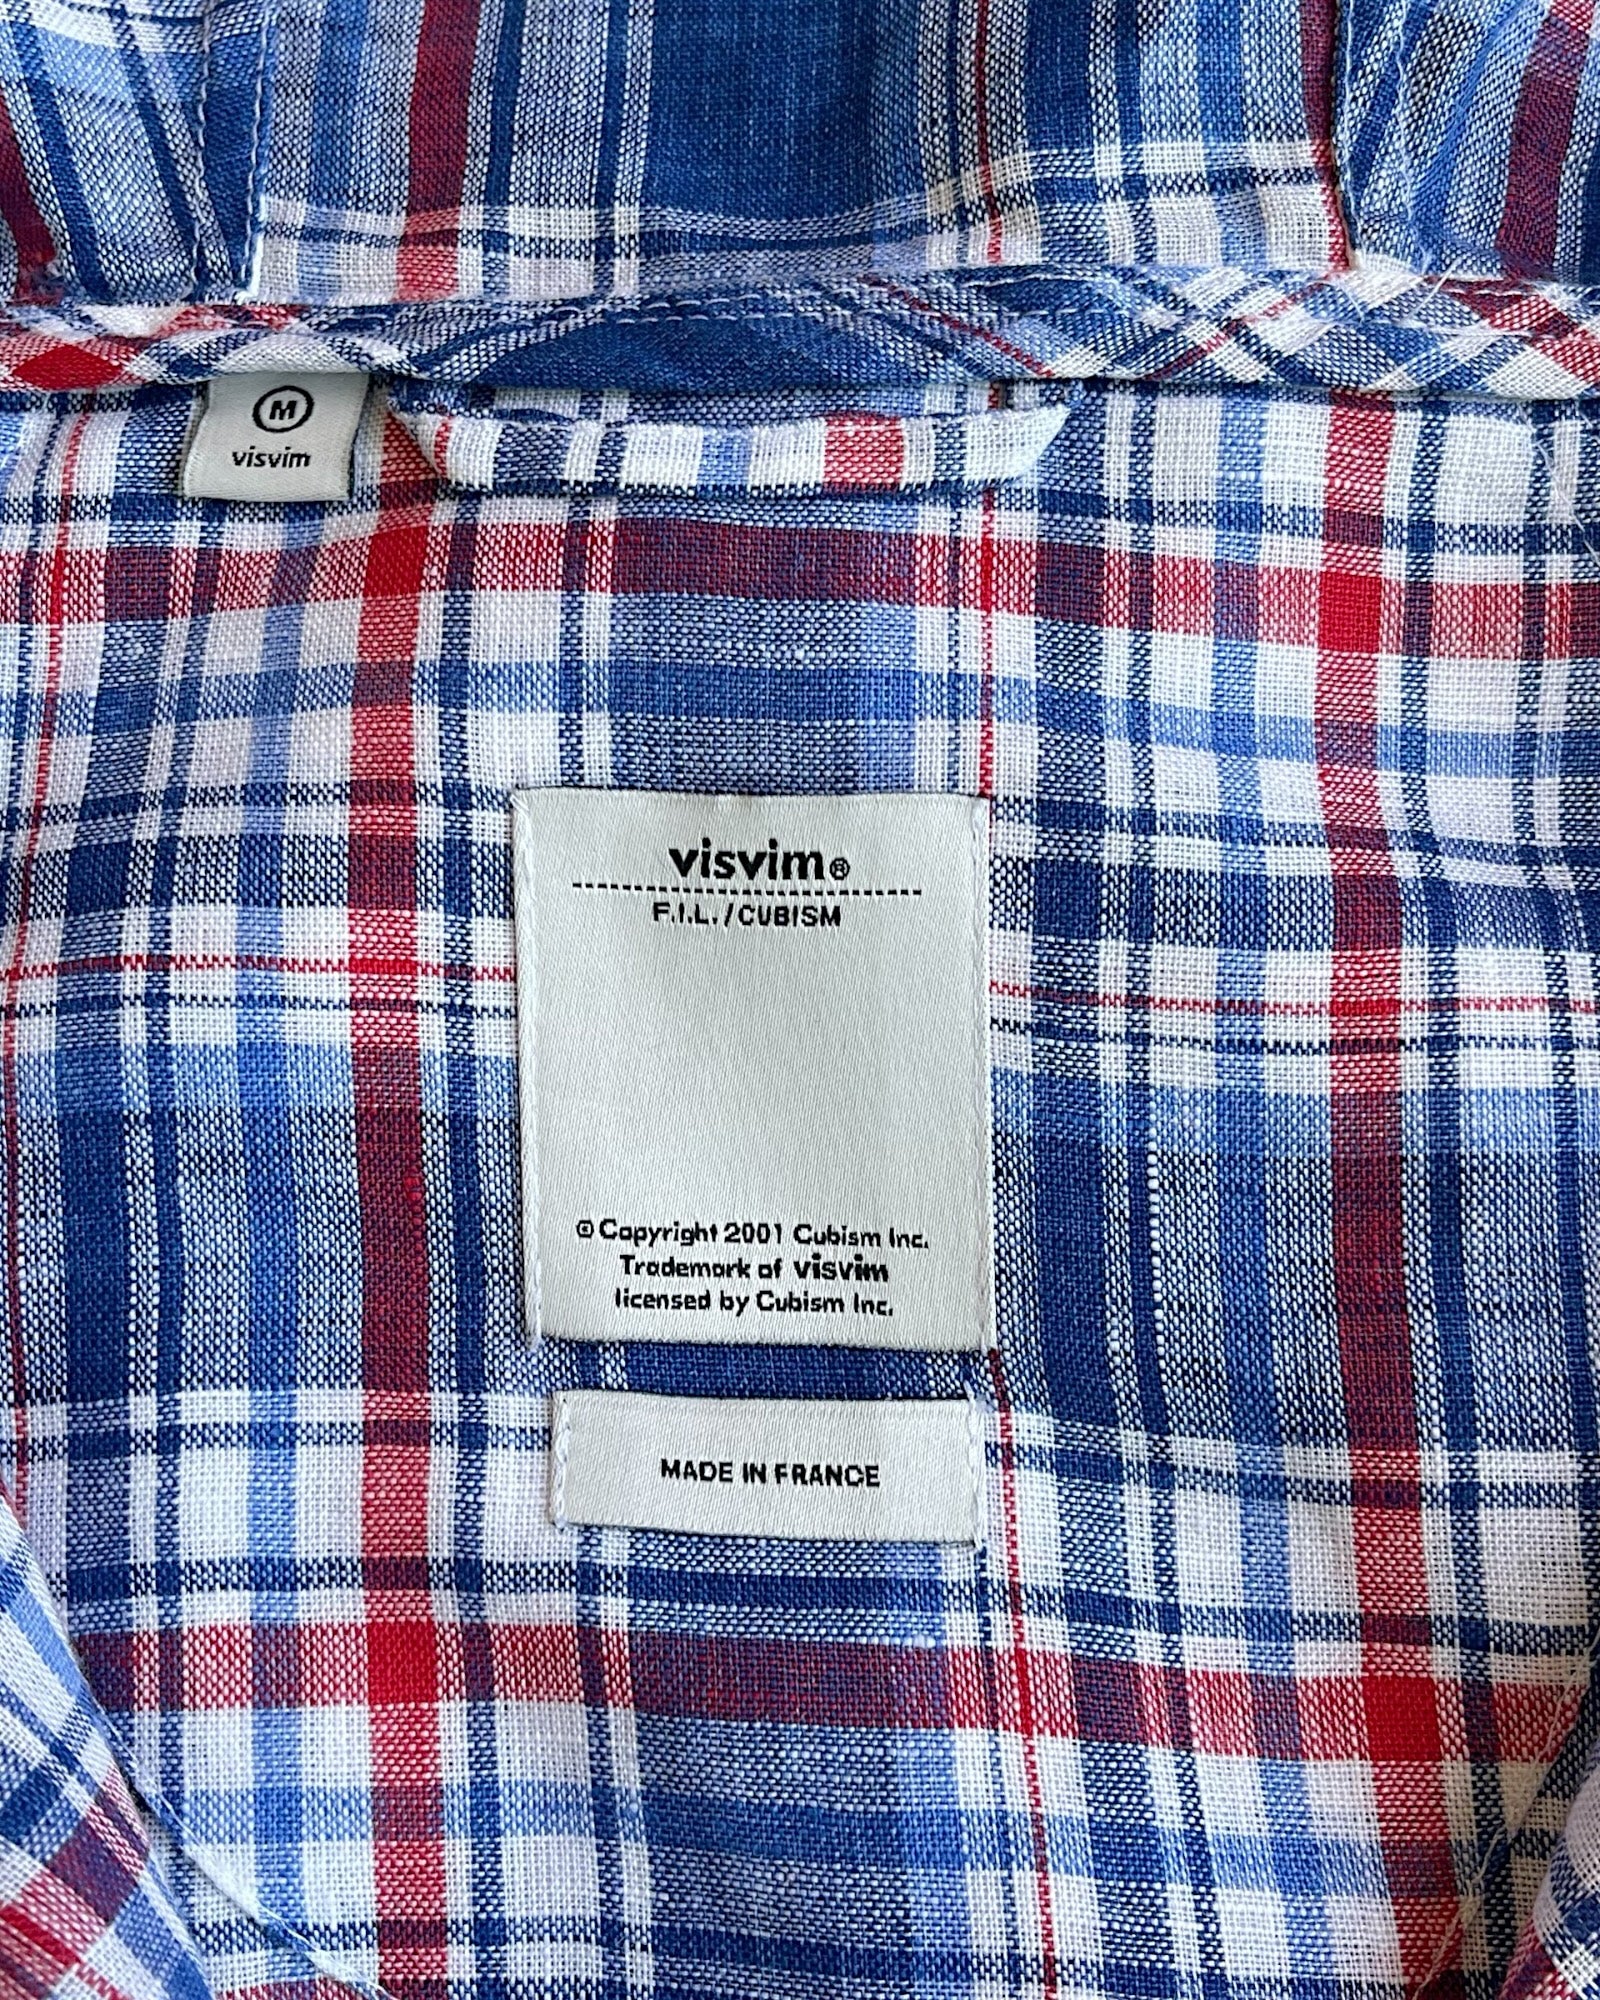 M
visvim
visvim®
F.I.L./CUBISM
© Copyright 2001 Cubism Inc.
Trademark of visvim
licensed by Cubism Inc.
MADE IN FRANCE